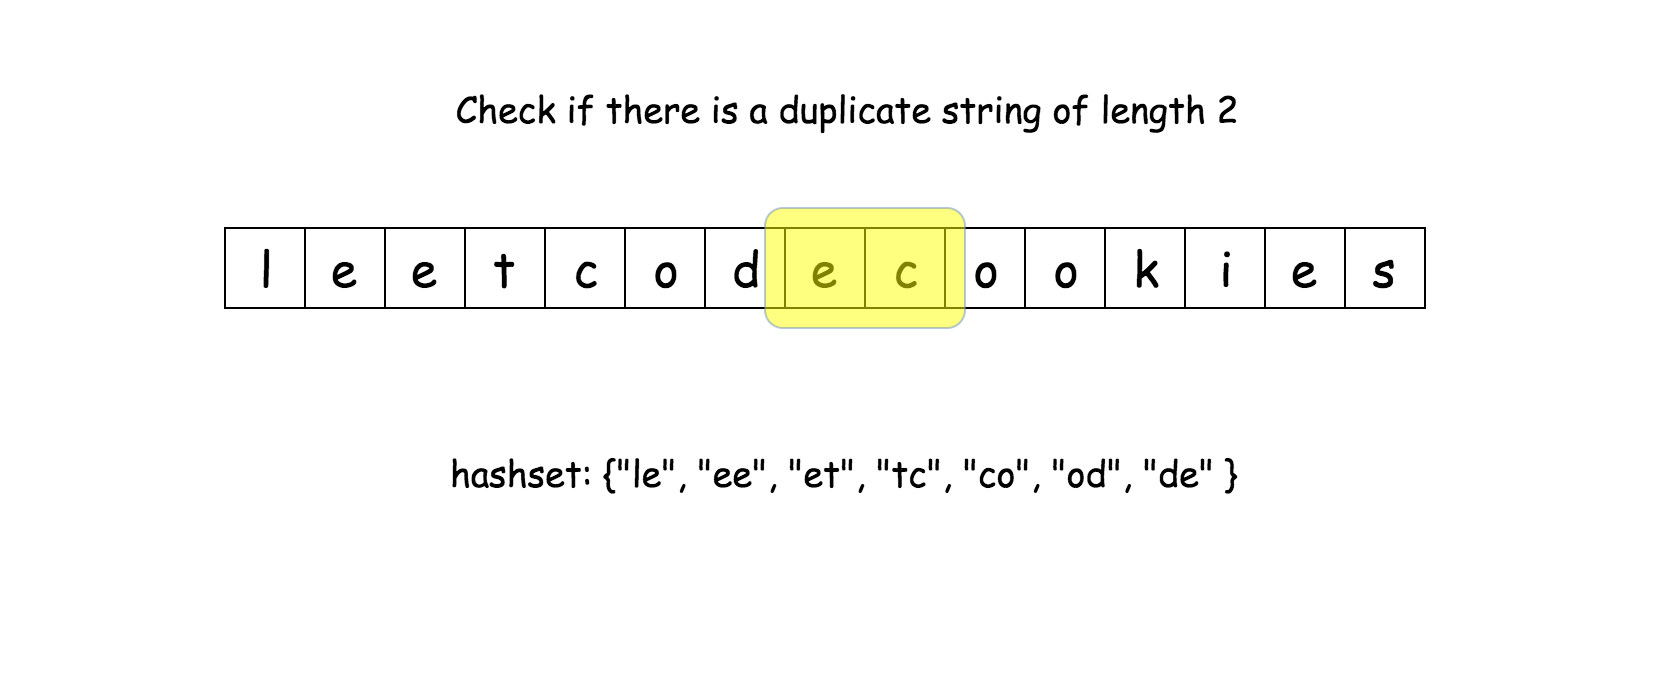 Check if there is a duplicate string of length 2
l e e t c o d e c o o k i e s
hashset: {"le", "ee", "et", "tc", "co", "od", "de" }